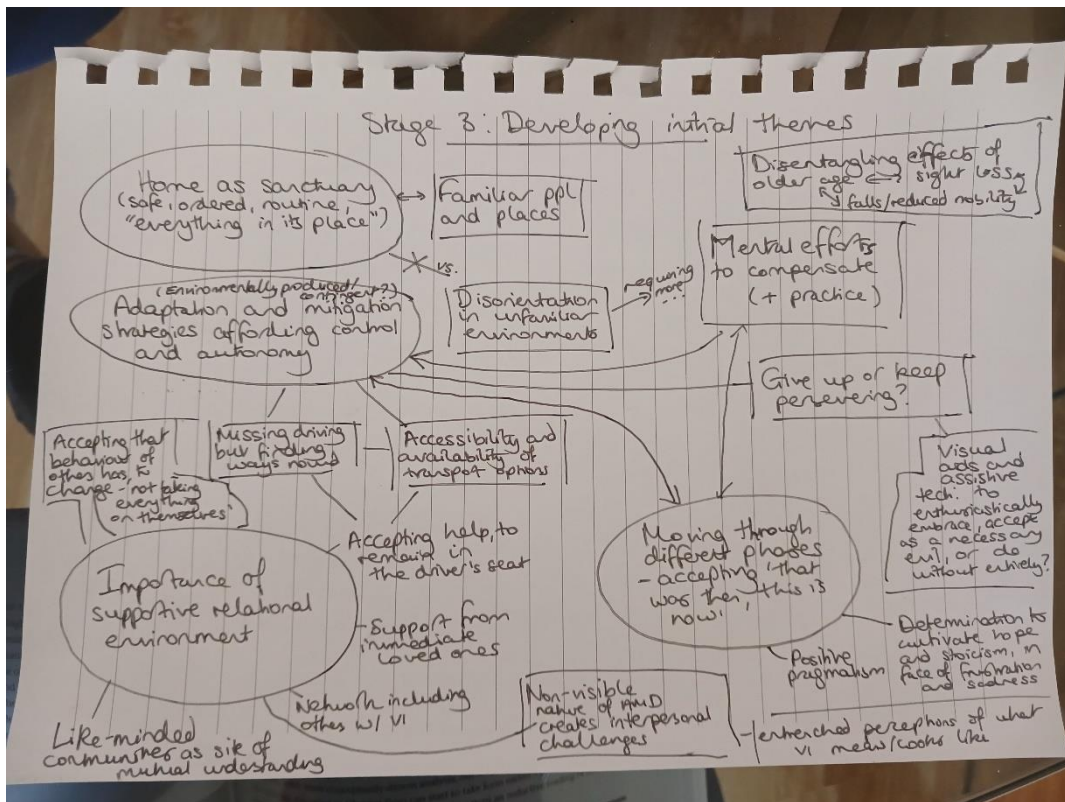 Stage 3: Developing initial themes
Home as sanctuary
(safe, ordered, routine,
"everything in its place")
Familiar ppl
and places
Disentangling effects of
older age ↔ sight loss
falls/reduced mobility
vs.
Disorientation
in unfamiliar
environments
requiring
more
...
Mental efforts
to compensate
(+ practice)
(Environmentally produced/
contingent?)
Adaptation and mitigation
strategies affording control
and autonomy
Give up or keep
persevering?
Accepting that
behaviour of
others has to
change - not taking
everything
on themselves
Missing driving
but finding
ways round
Accessibility and
availability of
transport options
Visual
aids and
assistive
tech: to
enthusiastically
embrace, accept
as a necessary
evil, or do
without entirely?
Importance of
supportive relational
environment
Accepting help, to
remain in
the driver's seat
- Support from
immediate
loved ones
Network including
others w/ VI
Like-minded
communities as site of
mutual understanding
Moving through
different phases
- accepting 'that
was then, this is
now'
Positive
pragmatism
Determination to
cultivate hope
and stoicism, in
face of frustration
and sadness
Non-visible
nature of AMD
creates interpersonal
challenges
- entrenched perceptions of what
VI means/looks like